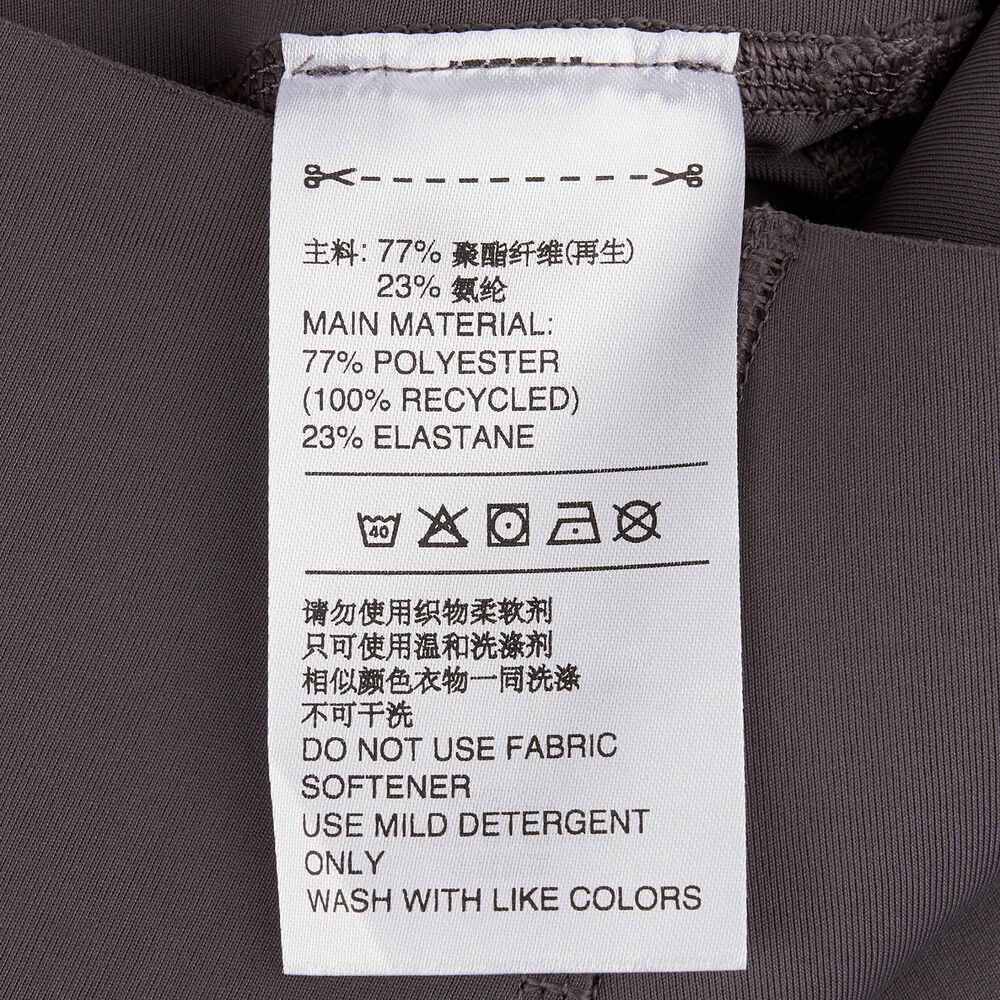 主料: 77% 聚酯纤维(再生)
23% 氨纶
MAIN MATERIAL:
77% POLYESTER
(100% RECYCLED)
23% ELASTANE
40
请勿使用织物柔软剂
只可使用温和洗涤剂
相似颜色衣物一同洗涤
不可干洗
DO NOT USE FABRIC
SOFTENER
USE MILD DETERGENT
ONLY
WASH WITH LIKE COLORS